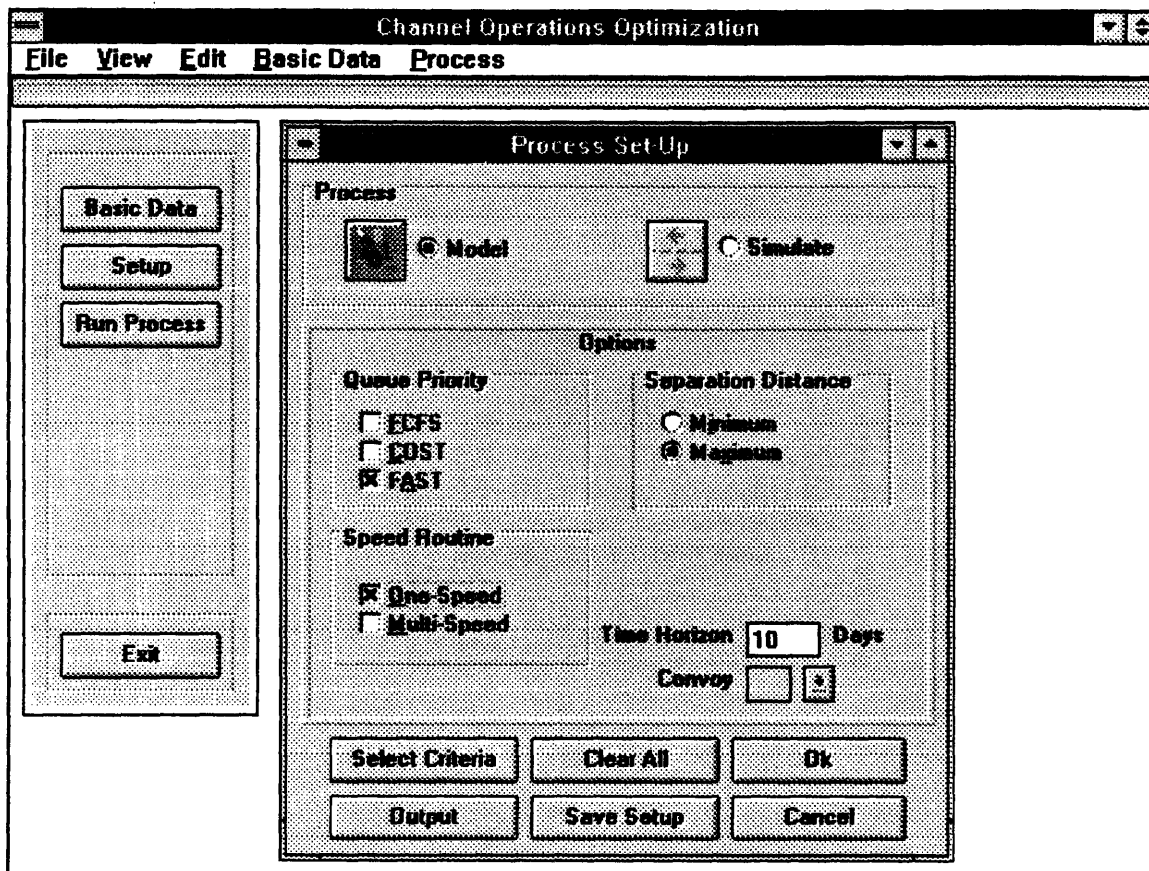 Channel Operations Optimization
File View Edit Basic Data Process
Basic Data
Setup
Run Process
Exit
Process Set-Up
Process
Model
Simulate
Options
Queue Priority
FCFS
COST
FAST
Separation Distance
Minimum
Maximum
Speed Routine
One-Speed
Multi-Speed
Time Horizon 10 Days
Convoy
Select Criteria Clear All Ok
Output Save Setup Cancel